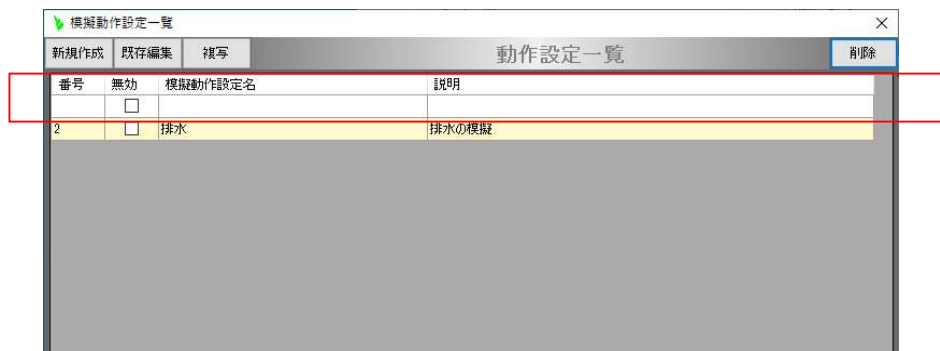 模擬動作設定一覧
新規作成 既存編集 複写 動作設定一覧 削除
番号 無効 模擬動作設定名 説明
2 排水 排水の模擬